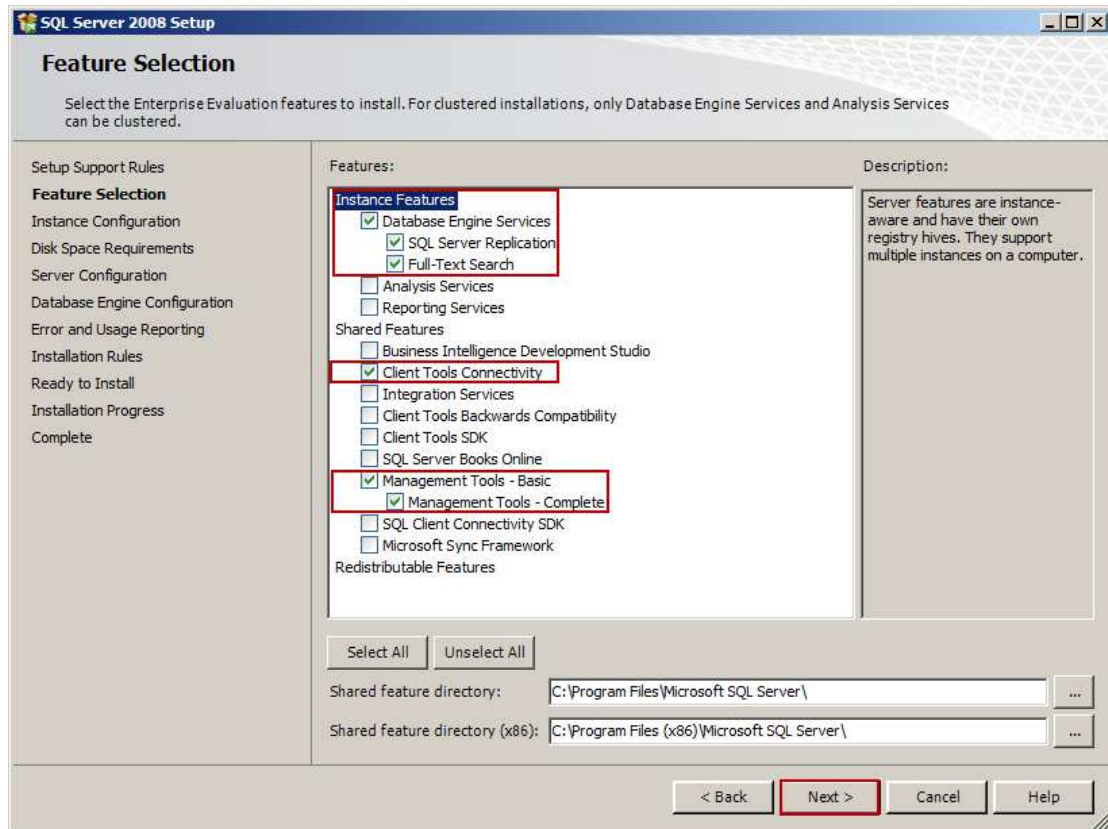 SQL Server 2008 Setup
Feature Selection
Select the Enterprise Evaluation features to install. For clustered installations, only Database Engine Services and Analysis Services
can be clustered.
Setup Support Rules
Feature Selection
Instance Configuration
Disk Space Requirements
Server Configuration
Database Engine Configuration
Error and Usage Reporting
Installation Rules
Ready to Install
Installation Progress
Complete
Features:
Instance Features
Database Engine Services
SQL Server Replication
Full-Text Search
Analysis Services
Reporting Services
Shared Features
Business Intelligence Development Studio
Client Tools Connectivity
Integration Services
Client Tools Backwards Compatibility
Client Tools SDK
SQL Server Books Online
Management Tools - Basic
Management Tools - Complete
SQL Client Connectivity SDK
Microsoft Sync Framework
Redistributable Features
Description:
Server features are instance-
aware and have their own
registry hives. They support
multiple instances on a computer.
Select All
Unselect All
Shared feature directory:
C:\Program Files\Microsoft SQL Server\
...
Shared feature directory (x86):
C:\Program Files (x86)\Microsoft SQL Server\
...
< Back
Next >
Cancel
Help